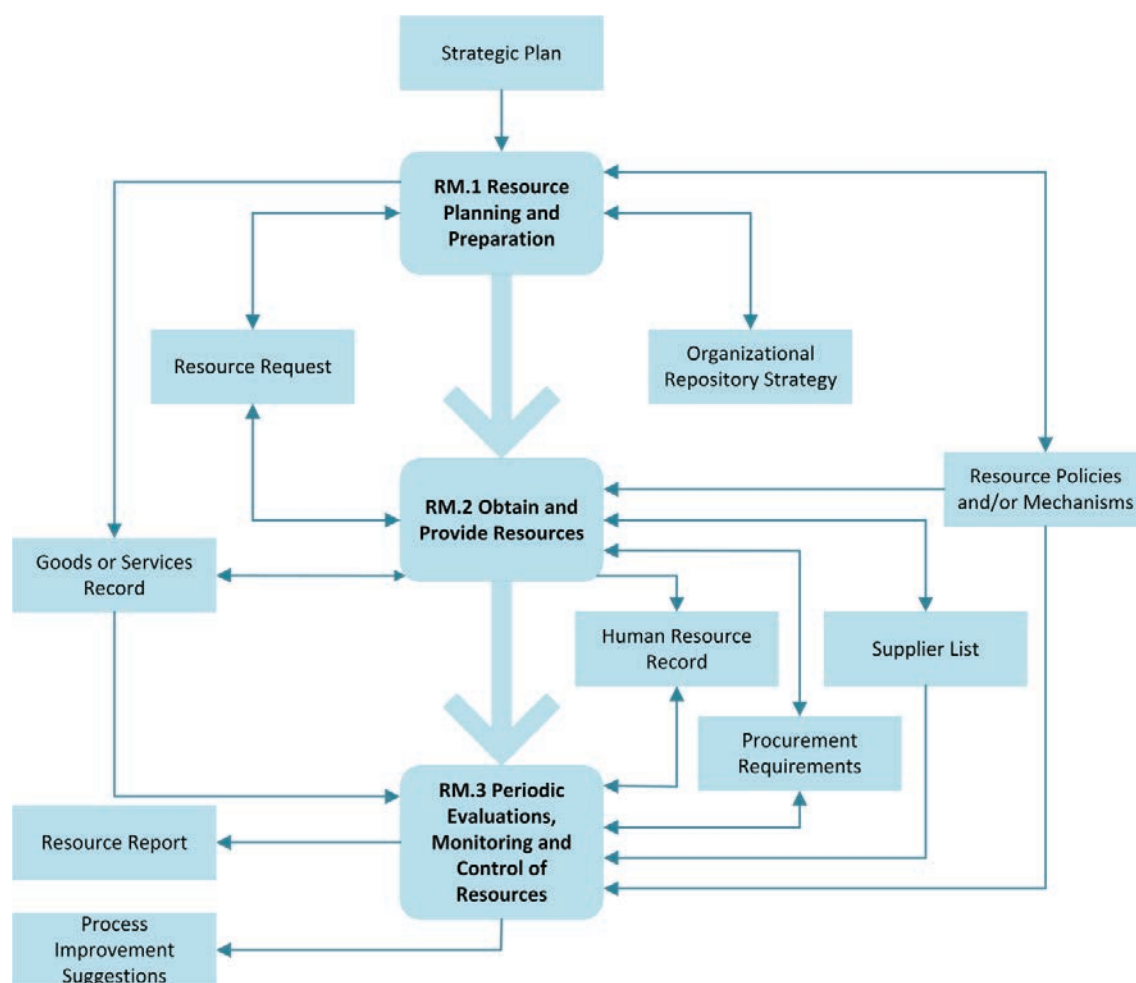 Strategic Plan
RM.1 Resource
Planning and
Preparation
Resource Request
Organizational
Repository Strategy
Resource Policies
and/or Mechanisms
RM.2 Obtain and
Provide Resources
Goods or Services
Record
Human Resource
Record
Supplier List
Procurement
Requirements
RM.3 Periodic
Evaluations,
Monitoring and
Control of
Resources
Resource Report
Process
Improvement
Suggestions